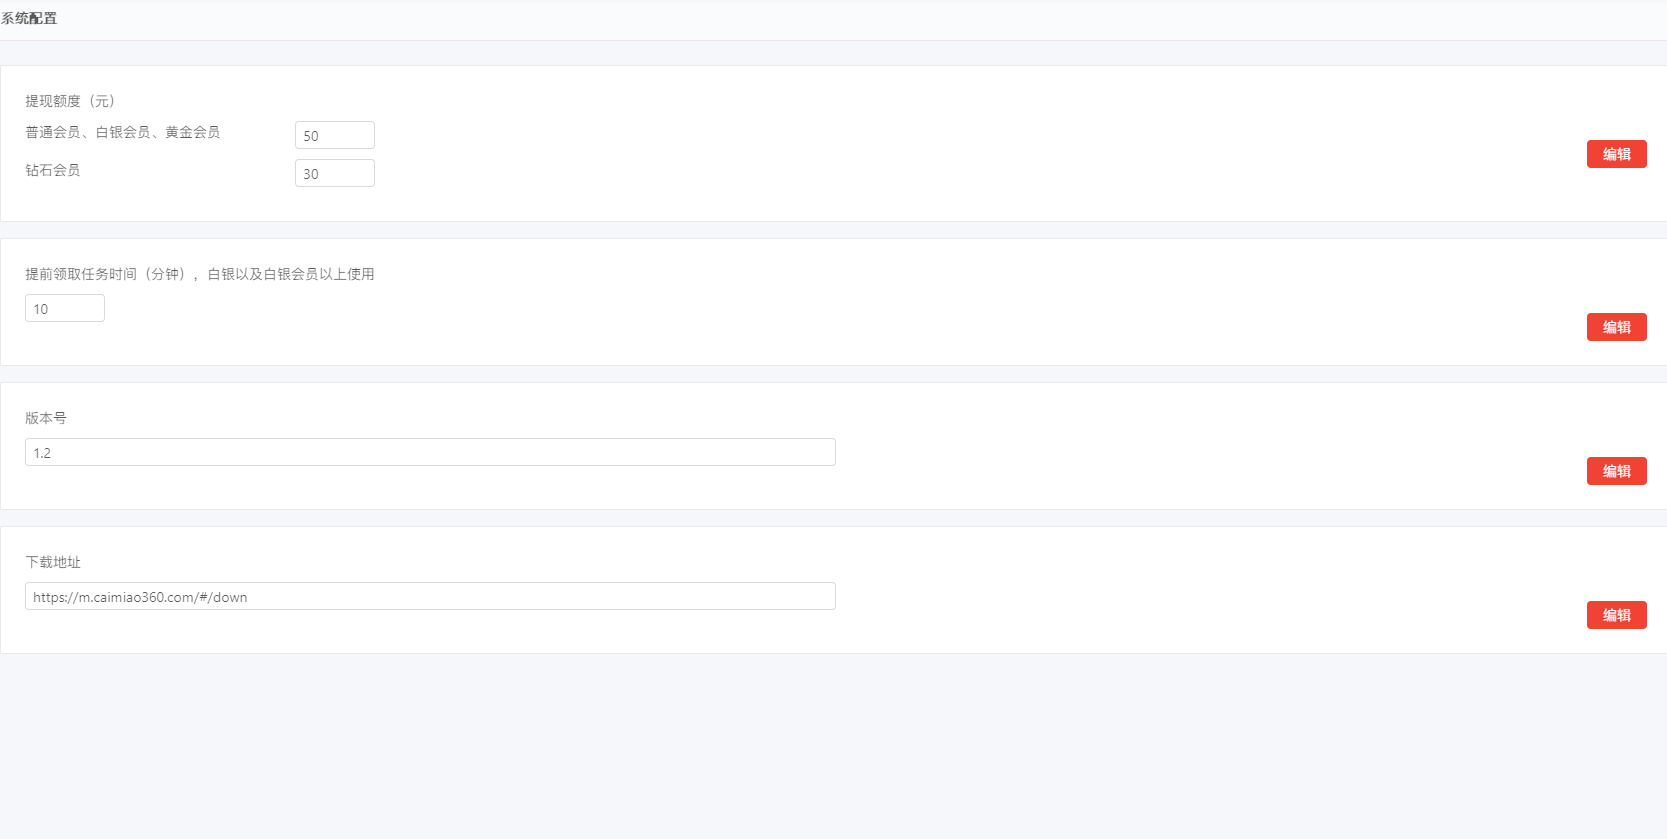 系统配置
提现额度（元）
普通会员、白银会员、黄金会员 50
编辑
钻石会员 30
提前领取任务时间（分钟），白银以及白银会员以上使用
10
编辑
版本号
1.2
编辑
下载地址
https://m.caimiao360.com/#/down
编辑